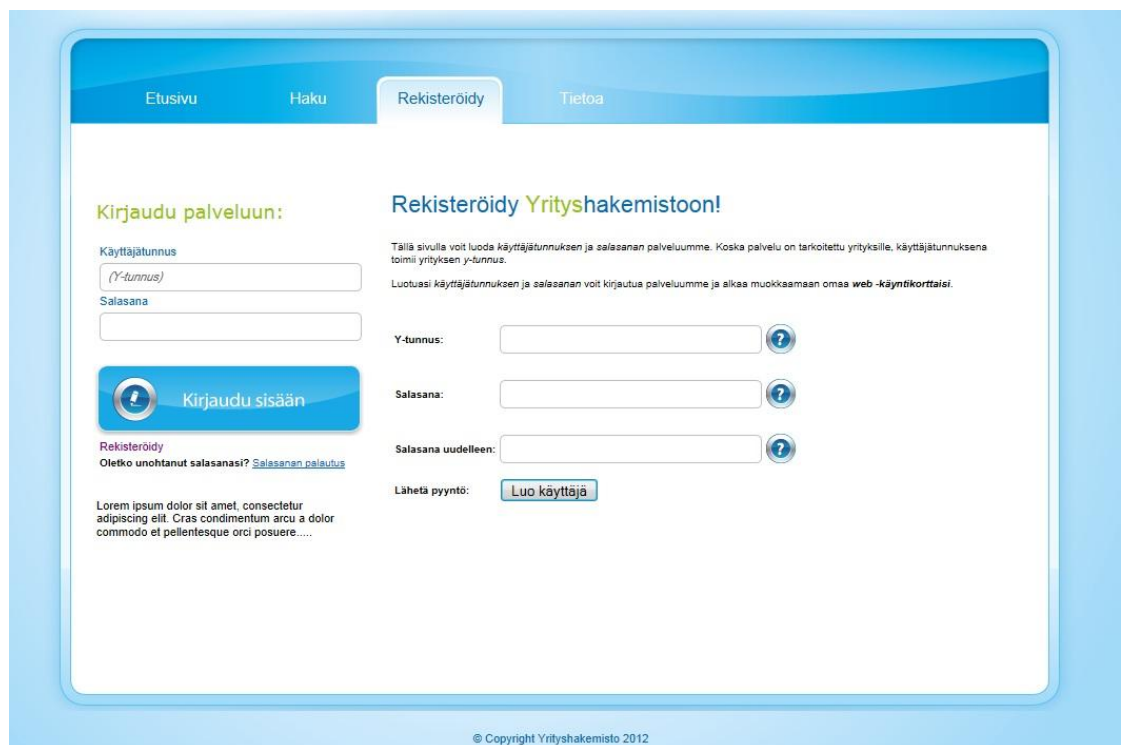 Etusivu Haku Rekisteröidy Tietoa
Kirjaudu palveluun:
Käyttäjätunnus
(Y-tunnus)
Salasana
Kirjaudu sisään
Rekisteröidy
Oletko unohtanut salasanasi? Salasanan palautus
Lorem ipsum dolor sit amet, consectetur
adipiscing elit. Cras condimentum arcu a dolor
commodo et pellentesque orci posuere.....
Rekisteröidy Yrityshakemistoon!
Tällä sivulla voit luoda käyttäjätunnuksen ja salasanan palveluumme. Koska palvelu on tarkoitettu yrityksille, käyttäjätunnuksena
toimii yrityksen y-tunnus.
Luotuasi käyttäjätunnuksen ja salasanan voit kirjautua palveluumme ja alkaa muokkaamaan omaa web -käyntikorttaisi.
Y-tunnus: ?
Salasana: ?
Salasana uudelleen: ?
Lähetä pyyntö: Luo käyttäjä
© Copyright Yrityshakemisto 2012